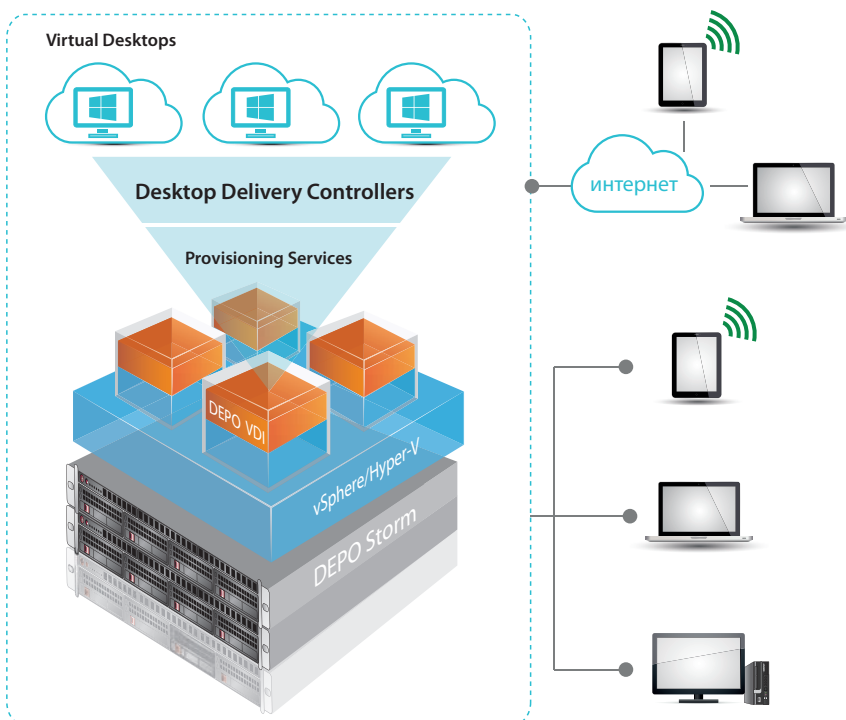 Virtual Desktops
Desktop Delivery Controllers
Provisioning Services
интернет
DEPO VDI
vSphere/Hyper-V
DEPO Storm